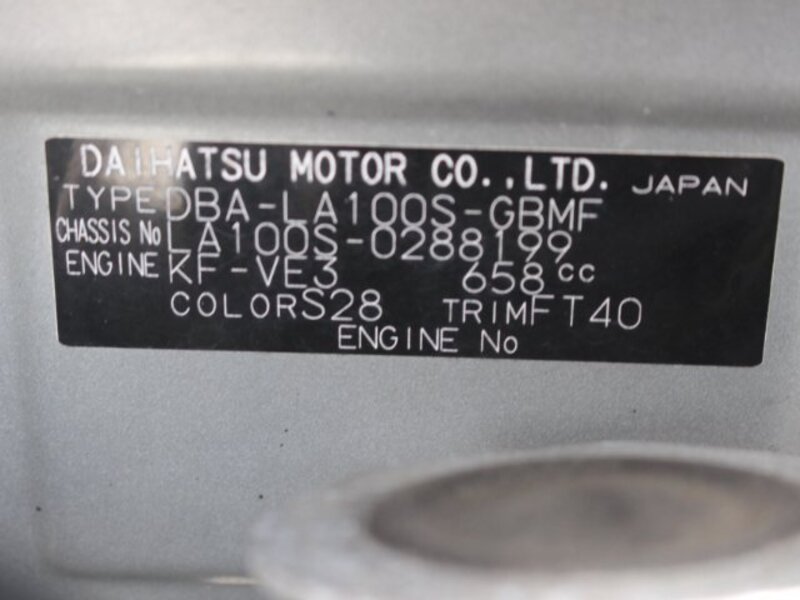 DAIHATSU MOTOR CO.,LTD. JAPAN
TYPE DBA-LA100S-GBMF
CHASSIS No LA100S-0288199
ENGINE KF-VE3 658cc
COLOR S28 TRIM FT40
ENGINE No